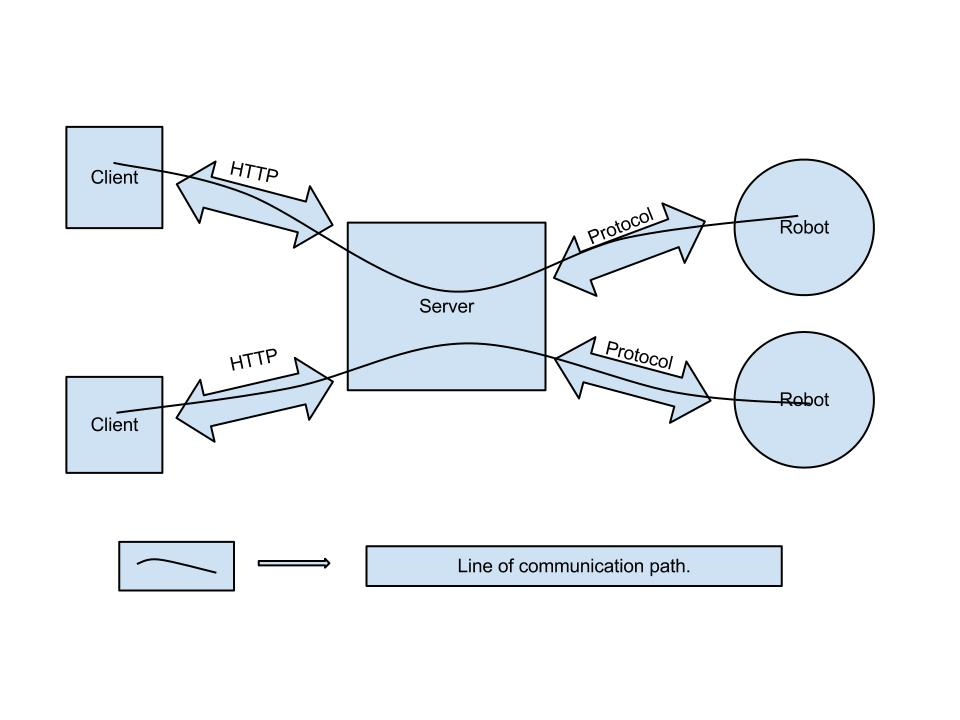 Client
HTTP
Protocol
Robot
Server
Client
HTTP
Protocol
Robot
Line of communication path.